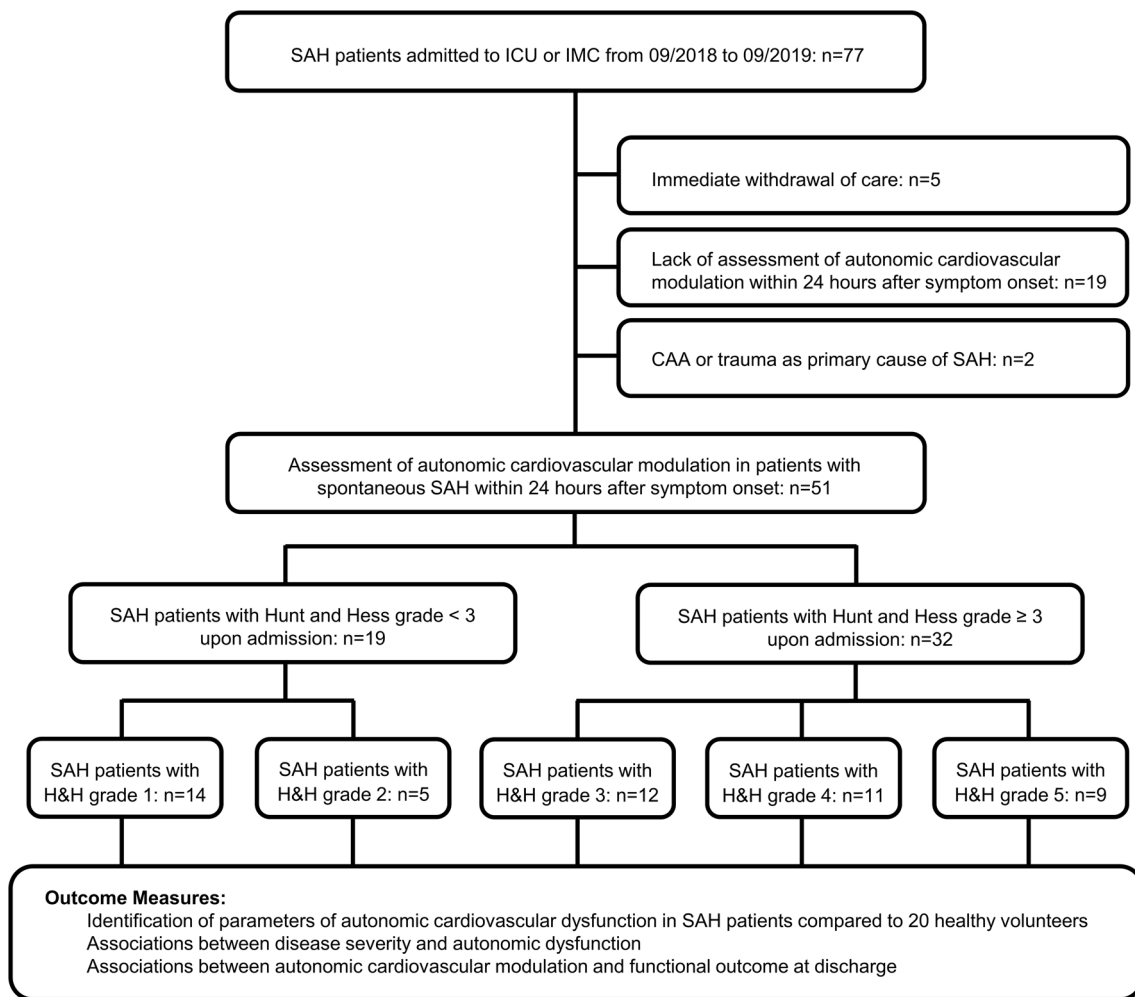 SAH patients admitted to ICU or IMC from 09/2018 to 09/2019: n=77
Immediate withdrawal of care: n=5
Lack of assessment of autonomic cardiovascular
modulation within 24 hours after symptom onset: n=19
CAA or trauma as primary cause of SAH: n=2
Assessment of autonomic cardiovascular modulation in patients with
spontaneous SAH within 24 hours after symptom onset: n=51
SAH patients with Hunt and Hess grade < 3
upon admission: n=19
SAH patients with Hunt and Hess grade ≥ 3
upon admission: n=32
SAH patients with
H&H grade 1: n=14
SAH patients with
H&H grade 2: n=5
SAH patients with
H&H grade 3: n=12
SAH patients with
H&H grade 4: n=11
SAH patients with
H&H grade 5: n=9
Outcome Measures:
Identification of parameters of autonomic cardiovascular dysfunction in SAH patients compared to 20 healthy volunteers
Associations between disease severity and autonomic dysfunction
Associations between autonomic cardiovascular modulation and functional outcome at discharge